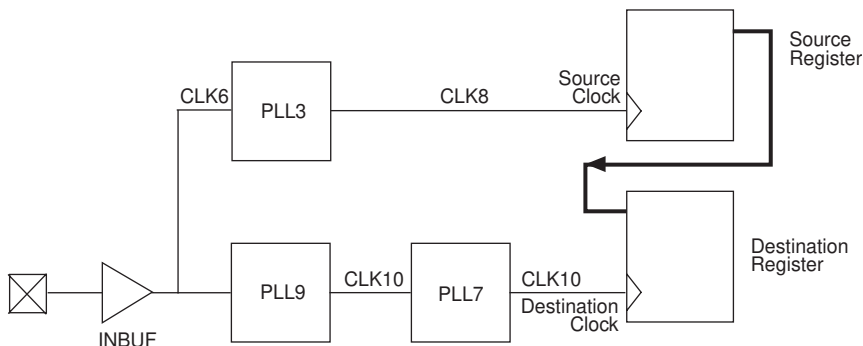 Source
Register
Source
Clock
CLK6
PLL3
CLK8
Destination
Register
PLL9
CLK10
PLL7
CLK10
Destination
Clock
INBUF